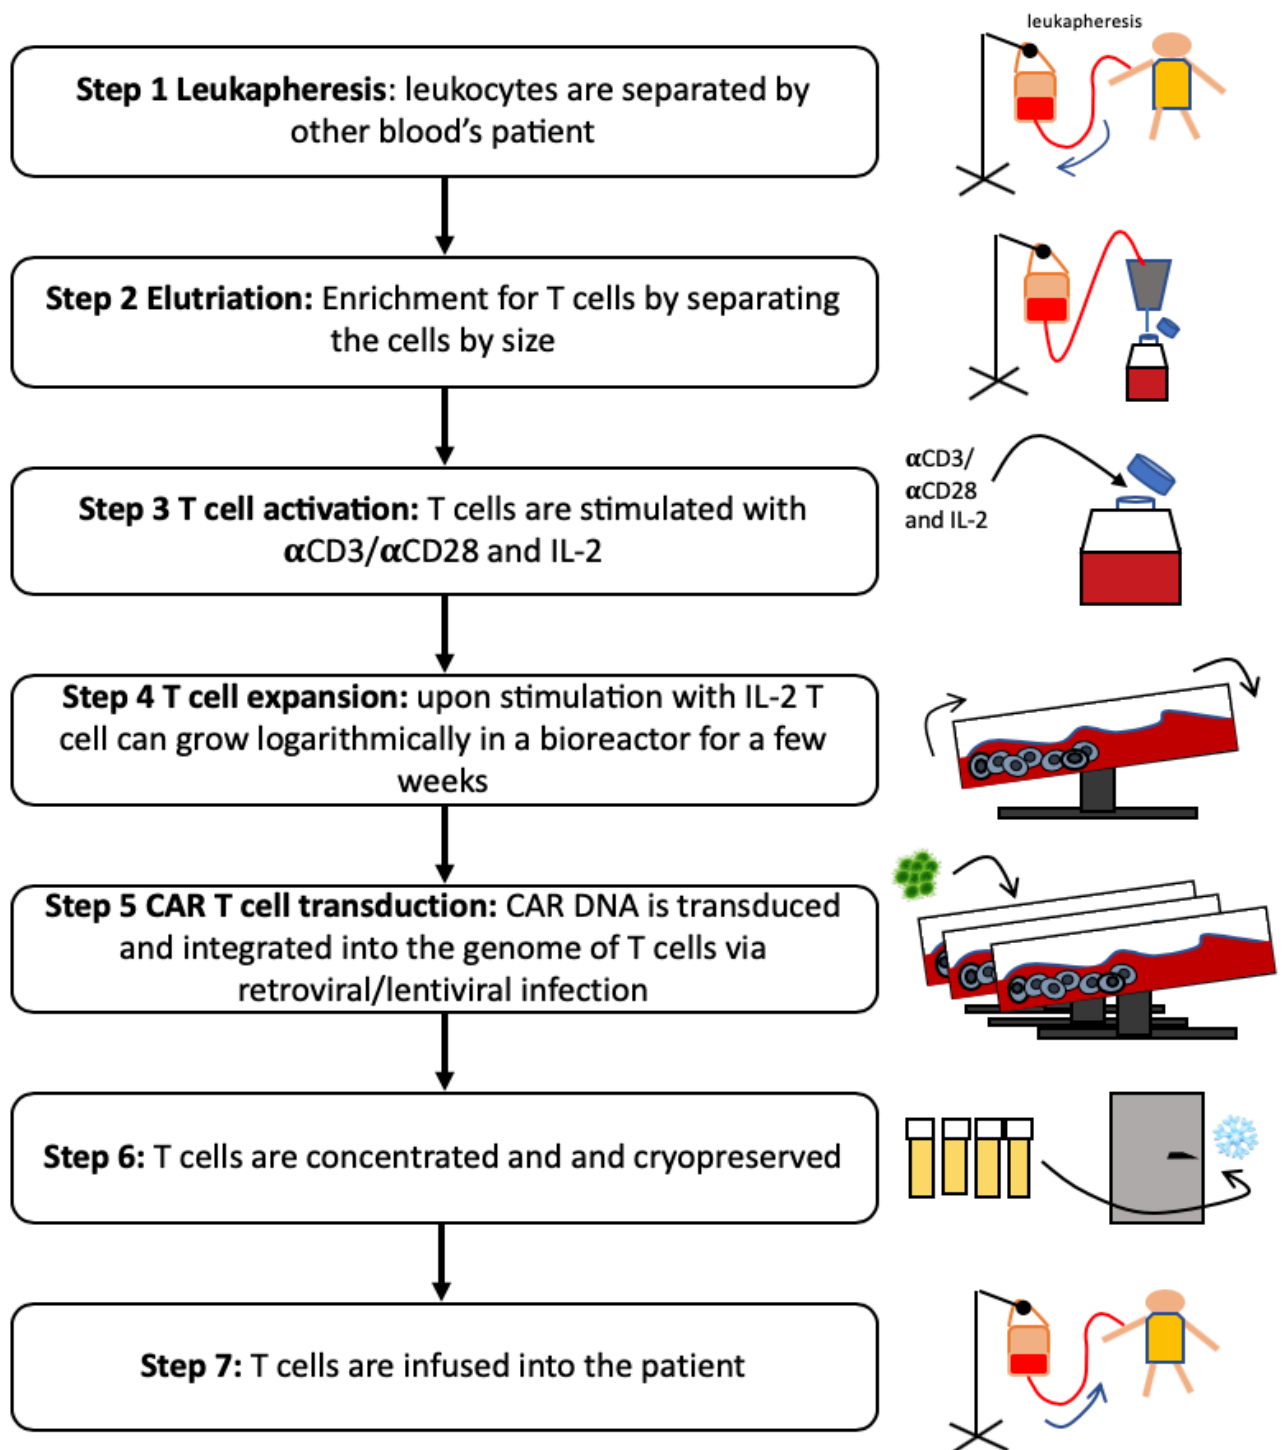 leukapheresis
Step 1 Leukapheresis: leukocytes are separated by
other blood's patient
Step 2 Elutriation: Enrichment for T cells by separating
the cells by size
Step 3 T cell activation: T cells are stimulated with
αCD3/αCD28 and IL-2
αCD3/
αCD28
and IL-2
Step 4 T cell expansion: upon stimulation with IL-2 T
cell can grow logarithmically in a bioreactor for a few
weeks
Step 5 CAR T cell transduction: CAR DNA is transduced
and integrated into the genome of T cells via
retroviral/lentiviral infection
Step 6: T cells are concentrated and and cryopreserved
Step 7: T cells are infused into the patient